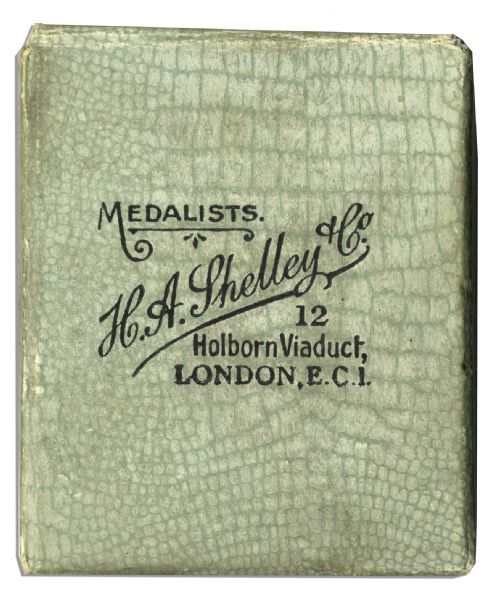 MEDALISTS.
H.A. Shelley & Co
12
Holborn Viaduct,
LONDON, E.C.1.